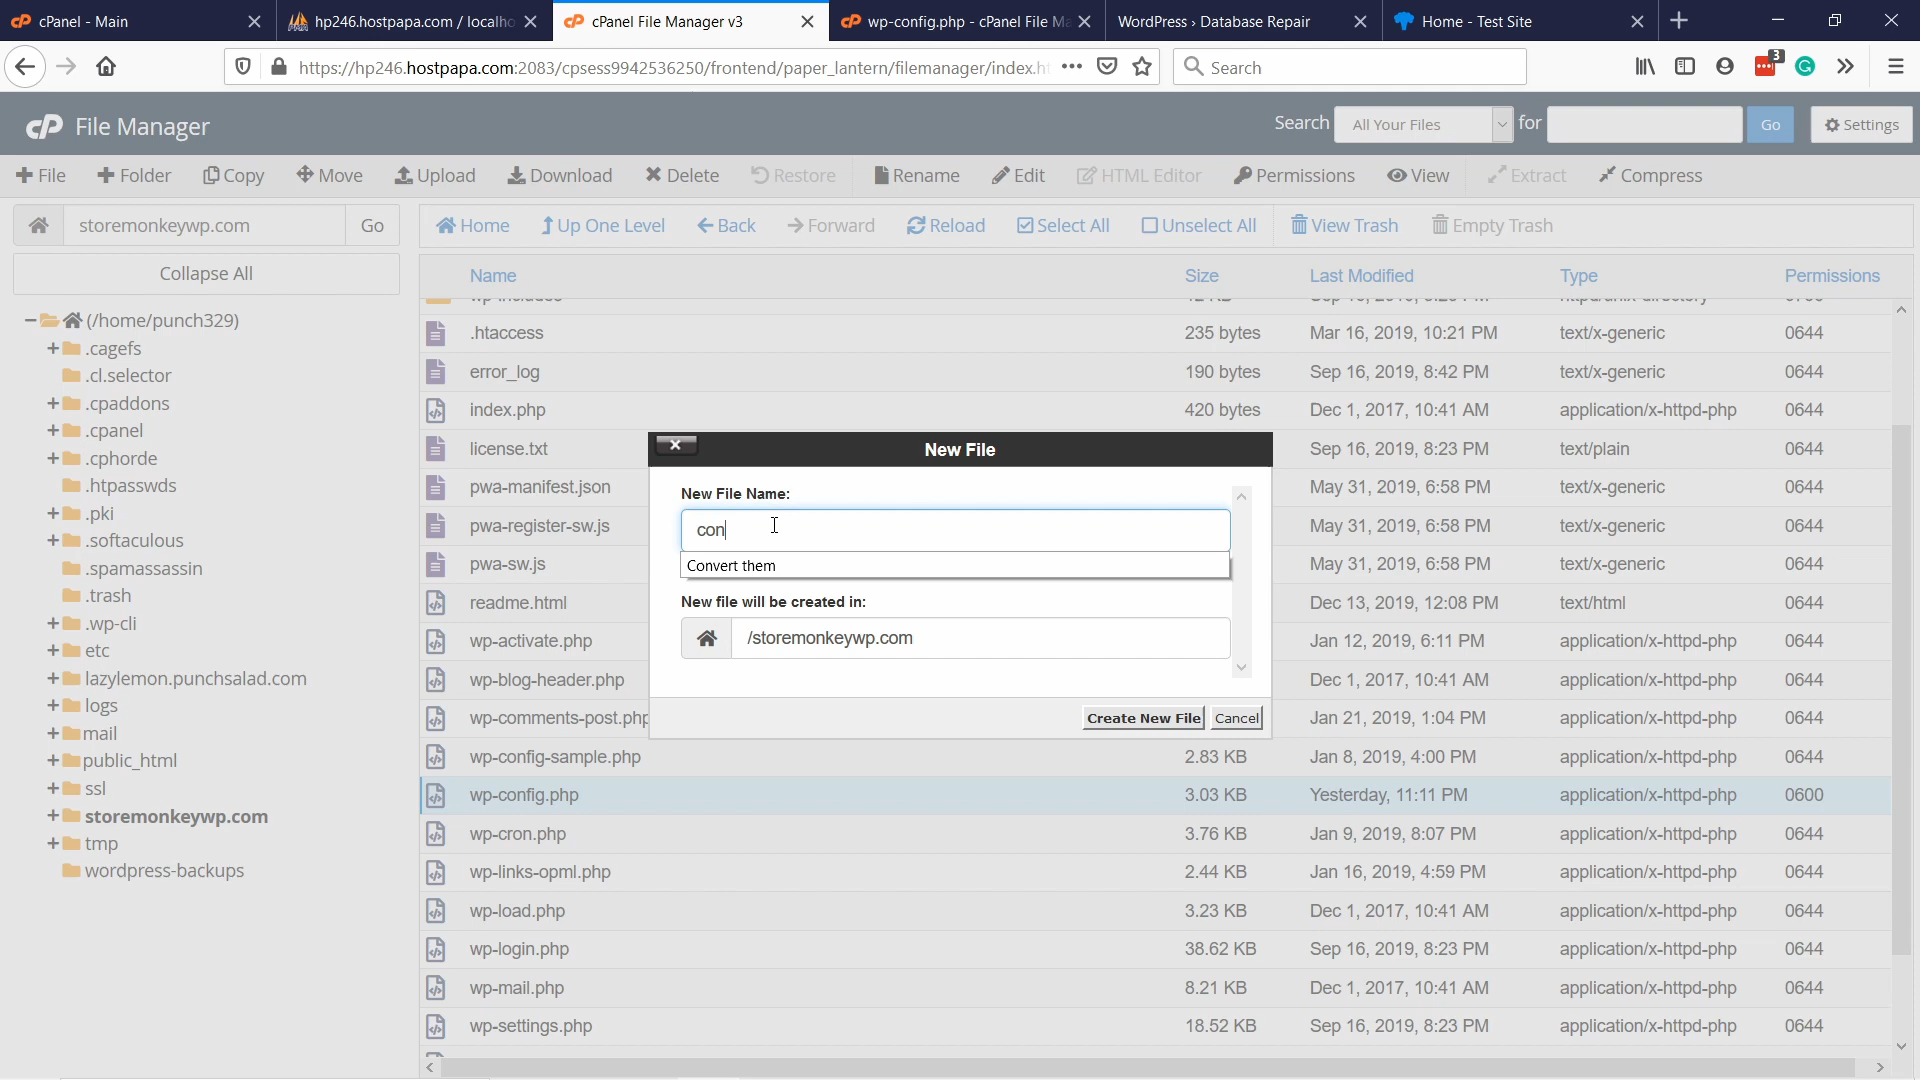 cPanel - Main
hp246.hostpapa.com / localho
cPanel File Manager v3
wp-config.php - cPanel File Ma
WordPress › Database Repair
Home - Test Site
https://hp246.hostpapa.com:2083/cpsess9942536250/frontend/paper_lantern/filemanager/index.h
Search
3
cP File Manager
Search
All Your Files
for
Go
Settings
File
Folder
Copy
Move
Upload
Download
Delete
Restore
Rename
Edit
HTML Editor
Permissions
View
Extract
Compress
storemonkeywp.com
Go
Home
Up One Level
Back
Forward
Reload
Select All
Unselect All
View Trash
Empty Trash
Collapse All
(/home/punch329)
.cagefs
.cl.selector
.cpaddons
.cpanel
.cphorde
.htpasswds
.pki
.softaculous
.spamassassin
.trash
.wp-cli
etc
lazylemon.punchsalad.com
logs
mail
public_html
ssl
storemonkeywp.com
tmp
wordpress-backups
Name Size Last Modified Type Permissions
.htaccess 235 bytes Mar 16, 2019, 10:21 PM text/x-generic 0644
error_log 190 bytes Sep 16, 2019, 8:42 PM text/x-generic 0644
index.php 420 bytes Dec 1, 2017, 10:41 AM application/x-httpd-php 0644
license.txt Sep 16, 2019, 8:23 PM text/plain 0644
pwa-manifest.json May 31, 2019, 6:58 PM text/x-generic 0644
pwa-register-sw.js May 31, 2019, 6:58 PM text/x-generic 0644
pwa-sw.js May 31, 2019, 6:58 PM text/x-generic 0644
readme.html Dec 13, 2019, 12:08 PM text/html 0644
wp-activate.php Jan 12, 2019, 6:11 PM application/x-httpd-php 0644
wp-blog-header.php Dec 1, 2017, 10:41 AM application/x-httpd-php 0644
wp-comments-post.php Jan 21, 2019, 1:04 PM application/x-httpd-php 0644
wp-config-sample.php 2.83 KB Jan 8, 2019, 4:00 PM application/x-httpd-php 0644
wp-config.php 3.03 KB Yesterday, 11:11 PM application/x-httpd-php 0600
wp-cron.php 3.76 KB Jan 9, 2019, 8:07 PM application/x-httpd-php 0644
wp-links-opml.php 2.44 KB Jan 16, 2019, 4:59 PM application/x-httpd-php 0644
wp-load.php 3.23 KB Dec 1, 2017, 10:41 AM application/x-httpd-php 0644
wp-login.php 38.62 KB Sep 16, 2019, 8:23 PM application/x-httpd-php 0644
wp-mail.php 8.21 KB Dec 1, 2017, 10:41 AM application/x-httpd-php 0644
wp-settings.php 18.52 KB Sep 16, 2019, 8:23 PM application/x-httpd-php 0644
New File
New File Name:
con
Convert them
New file will be created in:
/storemonkeywp.com
Create New File
Cancel